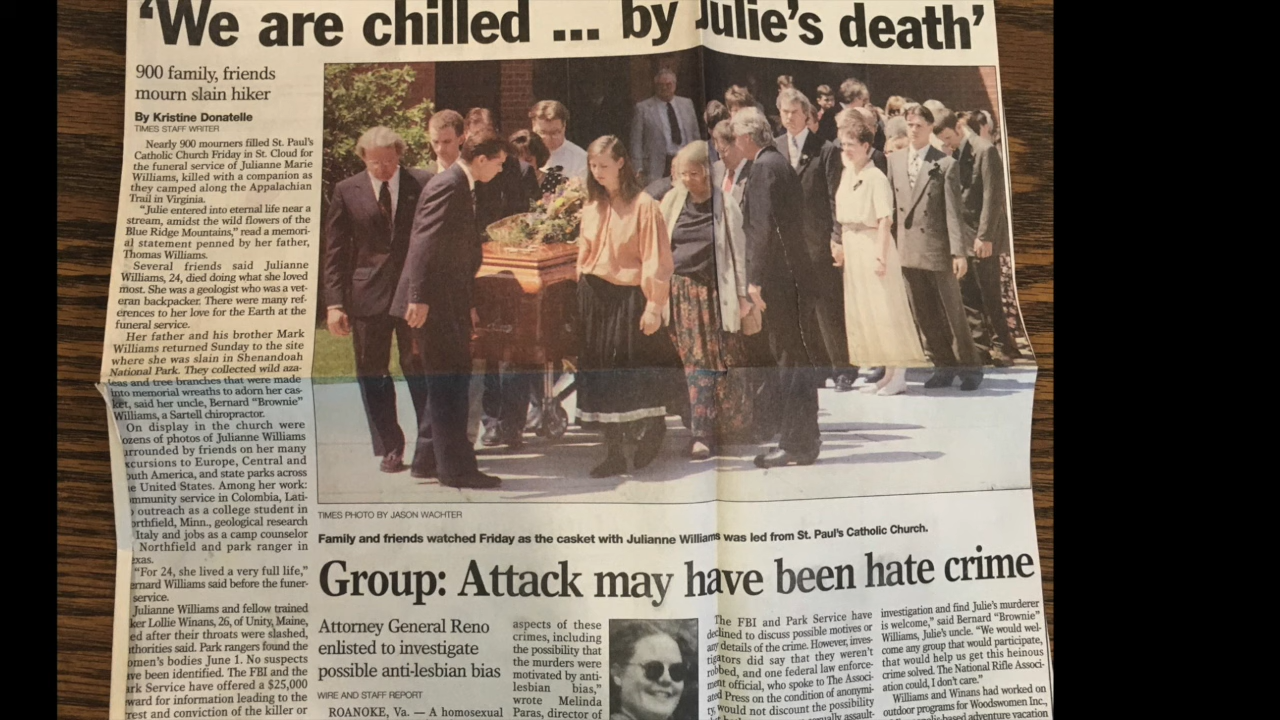 ‘We are chilled ... by Julie’s death’
900 family, friends
mourn slain hiker
By Kristine Donatelle
TIMES STAFF WRITER
Nearly 900 mourners filled St. Paul's
Catholic Church Friday in St. Cloud for
the funeral service of Julianne Marie
Williams, killed with a companion as
they camped along the Appalachian
Trail in Virginia.
"Julie entered into eternal life near a
stream, amidst the wild flowers of the
Blue Ridge Mountains," read a memori-
al statement penned by her father,
Thomas Williams.
Several friends said Julianne
Williams, 24, died doing what she loved
most. She was a geologist who was a vet-
eran backpacker. There were many ref-
erences to her love for the Earth at the
funeral service.
Her father and his brother Mark
Williams returned Sunday to the site
where she was slain in Shenandoah
National Park. They collected wild aza-
leas and tree branches that were made
into memorial wreaths to adorn her cas-
ket, said her uncle, Bernard "Brownie"
Williams, a Sartell chiropractor.
On display in the church were
ozens of photos of Julianne Williams
urrounded by friends on her many
xcursions to Europe, Central and
outh America, and state parks across
e United States. Among her work:
mmunity service in Colombia, Lati-
outreach as a college student in
orthfield, Minn., geological research
Italy and jobs as a camp counselor
Northfield and park ranger in
exas.
"For 24, she lived a very full life,"
ernard Williams said before the funer-
service.
Julianne Williams and fellow trained
ker Lollie Winans, 26, of Unity, Maine,
ed after their throats were slashed,
thorities said. Park rangers found the
omen's bodies June 1. No suspects
ve been identified. The FBI and the
rk Service have offered a $25,000
ward for information leading to the
rest and conviction of the killer or
TIMES PHOTO BY JASON WACHTER
Family and friends watched Friday as the casket with Julianne Williams was led from St. Paul's Catholic Church.
Group: Attack may have been hate crime
Attorney General Reno
enlisted to investigate
possible anti-lesbian bias
WIRE AND STAFF REPORT
ROANOKE, Va. — A homosexual
aspects of these
crimes, including
the possibility that
the murders were
motivated by anti-
lesbian bias,"
wrote Melinda
Paras, director of
The FBI and Park Service have
declined to discuss possible motives or
any details of the crime. However, inves-
tigators did say that they weren't
robbed, and one federal law enforce-
ment official, who spoke to The Associ-
ated Press on the condition of anonymi-
ty, would not discount the possibility
sexually assault-
investigation and find Julie's murderer
is welcome," said Bernard "Brownie"
Williams, Julie's uncle. "We would wel-
come any group that would participate,
that would help us get this heinous
crime solved. The National Rifle Associ-
ation could, I don't care."
Williams and Winans had worked on
outdoor programs for Woodswomen Inc.,
based adventure vacation